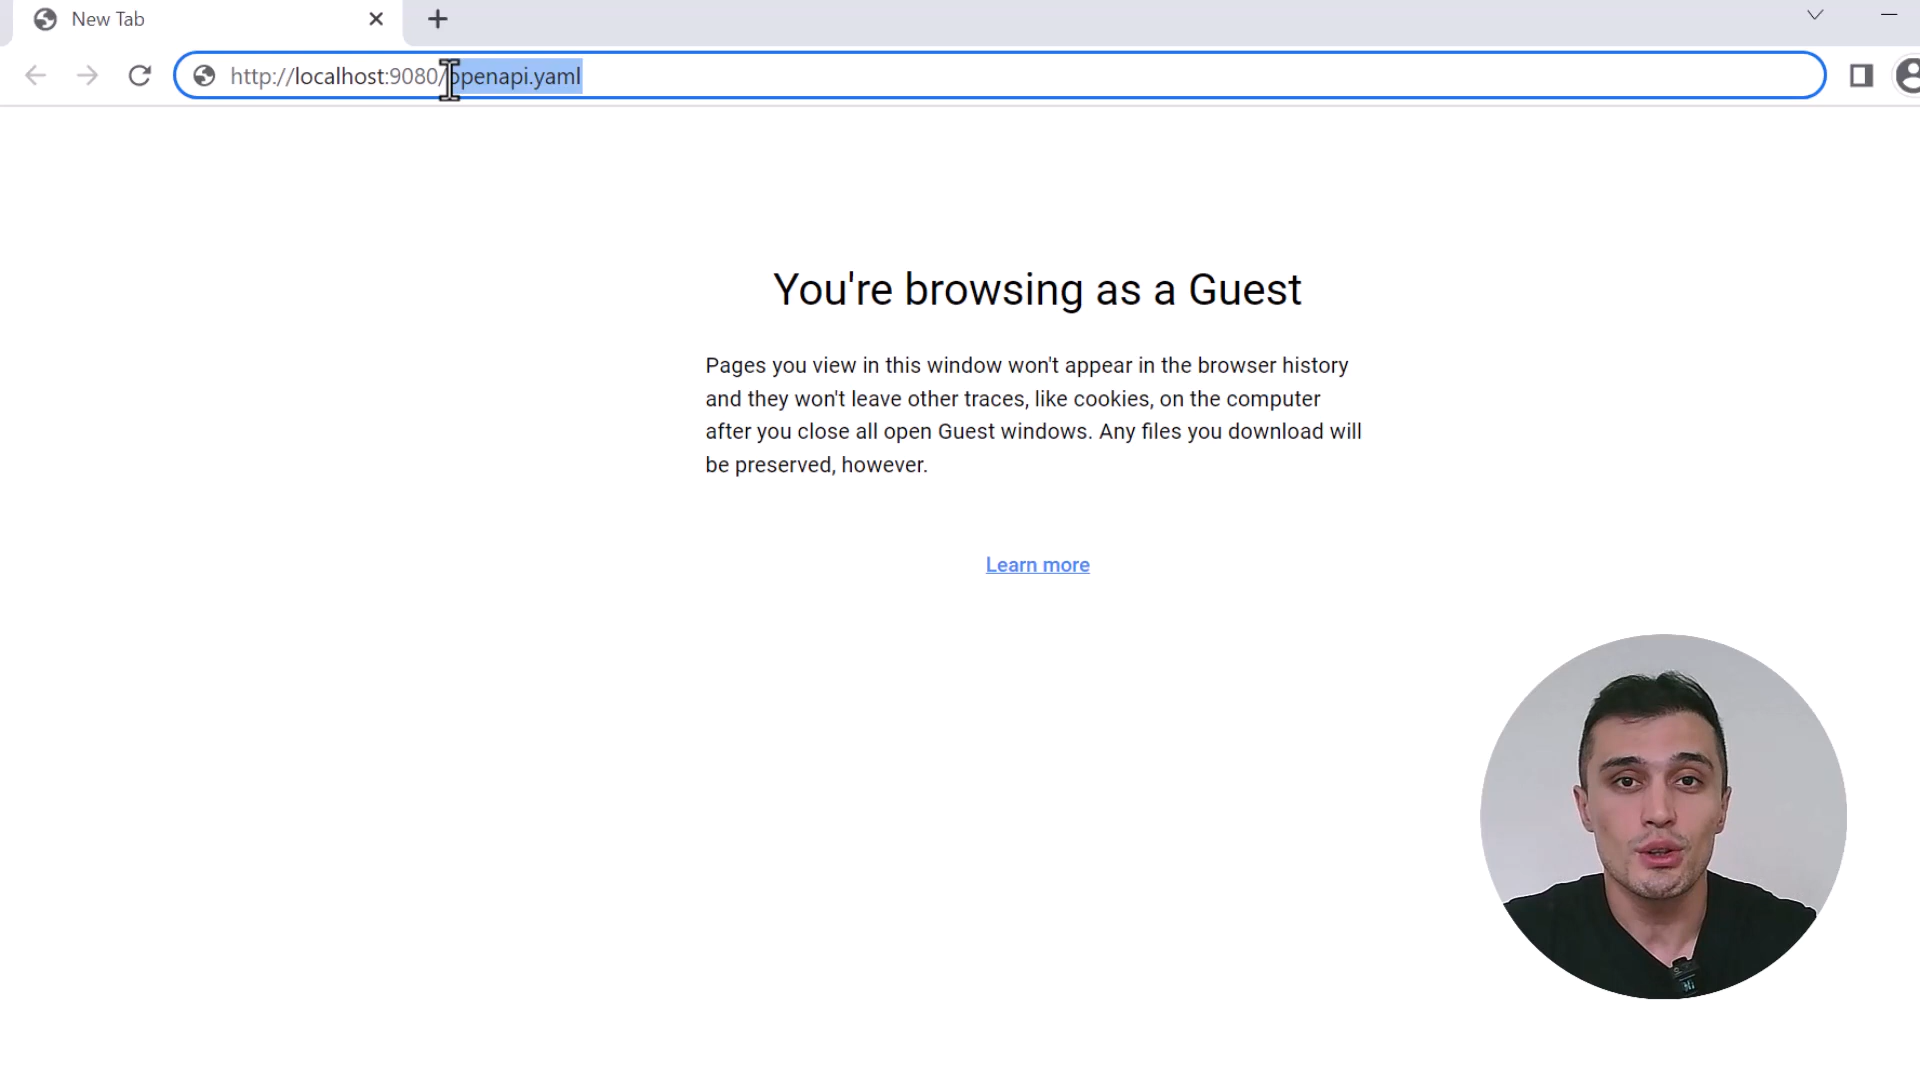 New Tab
http://localhost:9080/openapi.yaml
You're browsing as a Guest
Pages you view in this window won't appear in the browser history
and they won't leave other traces, like cookies, on the computer
after you close all open Guest windows. Any files you download will
be preserved, however.
Learn more